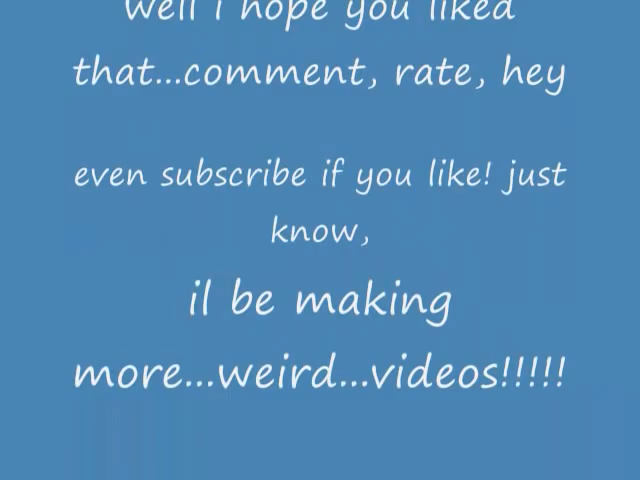 well i hope you liked
that...comment, rate, hey
even subscribe if you like! just
know,
il be making
more...weird...videos!!!!!